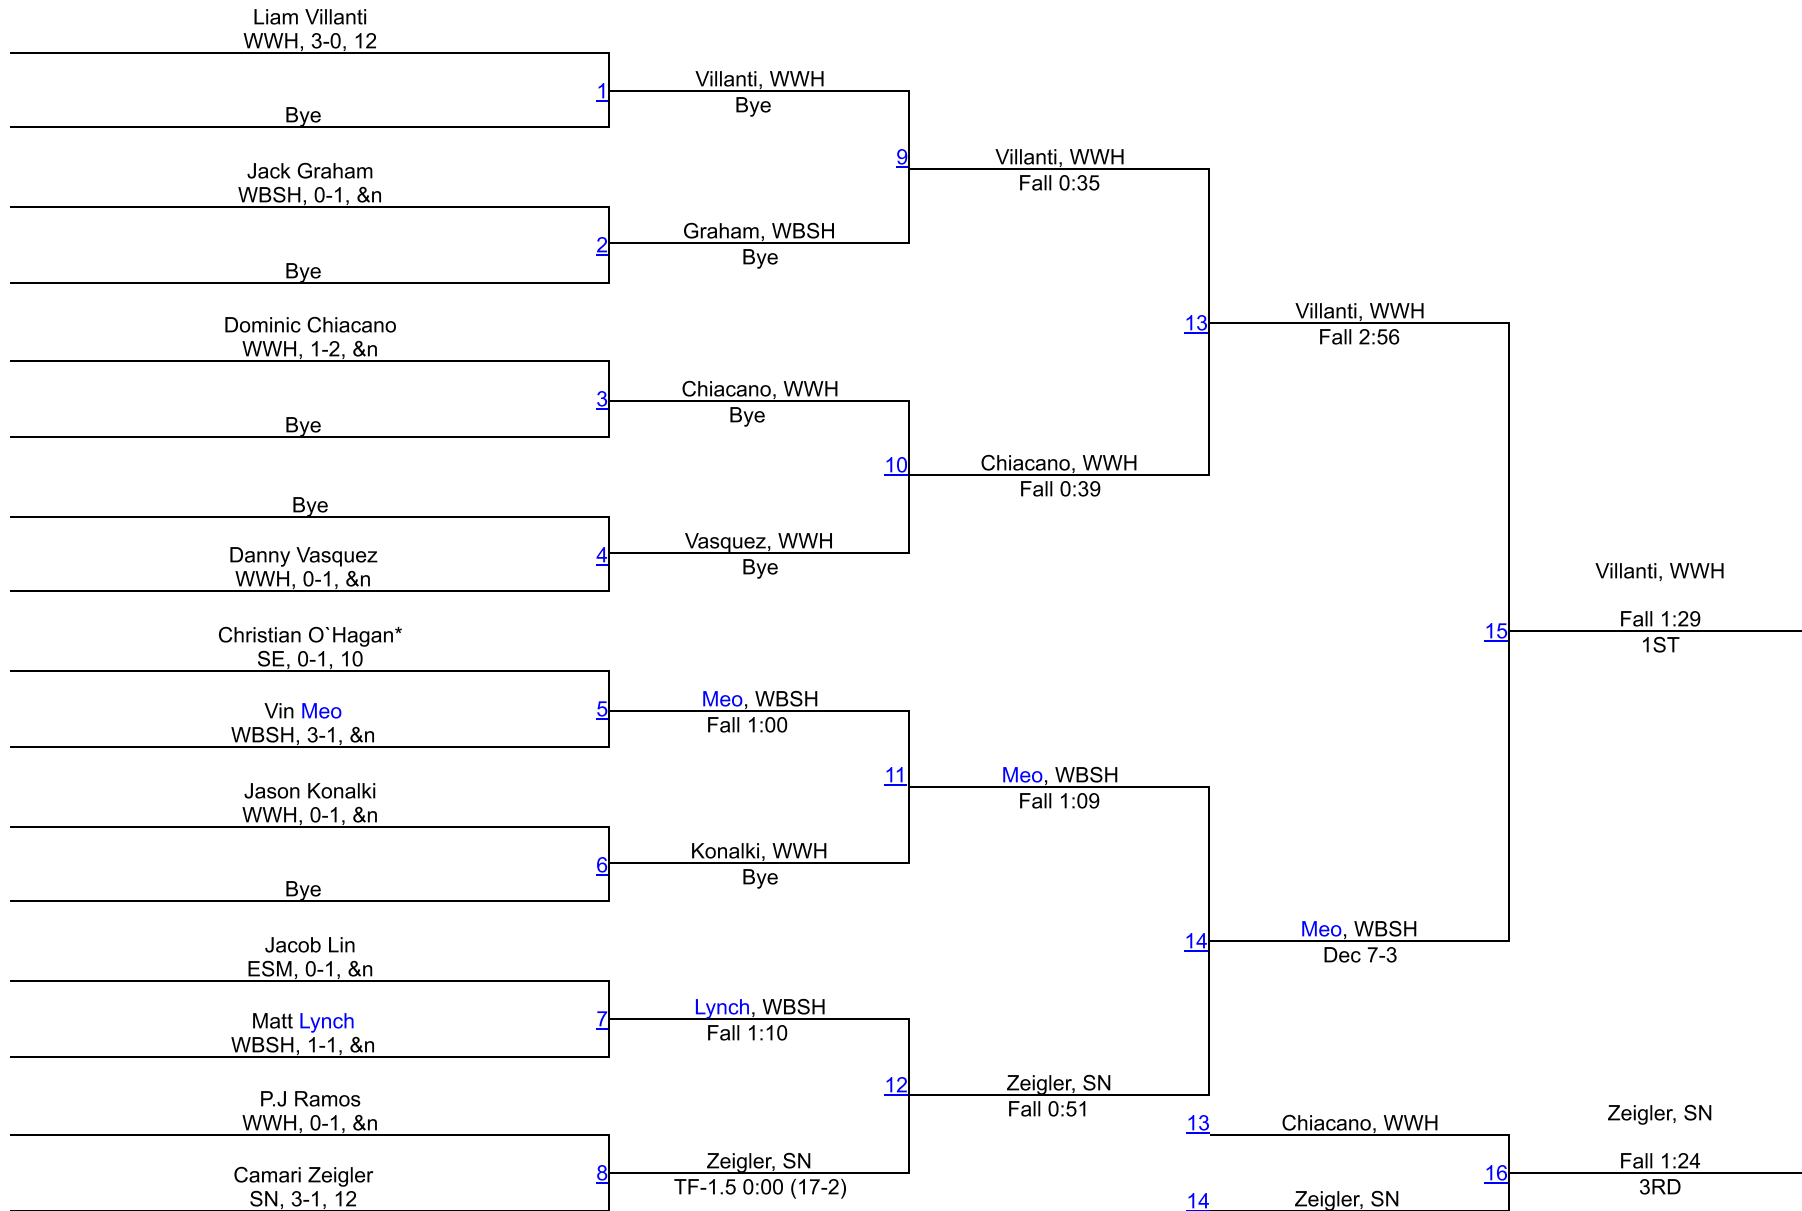 Liam Villanti
WWH, 3-0, 12
1
Villanti, WWH
Bye
Bye
9
Villanti, WWH
Fall 0:35
Jack Graham
WBSH, 0-1, &n
2
Graham, WBSH
Bye
Bye
13
Villanti, WWH
Fall 2:56
Dominic Chiacano
WWH, 1-2, &n
3
Chiacano, WWH
Bye
Bye
10
Chiacano, WWH
Fall 0:39
Bye
4
Vasquez, WWH
Bye
Danny Vasquez
WWH, 0-1, &n
15
Villanti, WWH
Fall 1:29
1ST
Christian O`Hagan*
SE, 0-1, 10
5
Meo, WBSH
Fall 1:00
Vin Meo
WBSH, 3-1, &n
11
Meo, WBSH
Fall 1:09
Jason Konalki
WWH, 0-1, &n
6
Konalki, WWH
Bye
Bye
14
Meo, WBSH
Dec 7-3
Jacob Lin
ESM, 0-1, &n
7
Lynch, WBSH
Fall 1:10
Matt Lynch
WBSH, 1-1, &n
12
Zeigler, SN
Fall 0:51
P.J Ramos
WWH, 0-1, &n
8
Zeigler, SN
TF-1.5 0:00 (17-2)
Camari Zeigler
SN, 3-1, 12
13
Chiacano, WWH
16
Zeigler, SN
Fall 1:24
3RD
14
Zeigler, SN